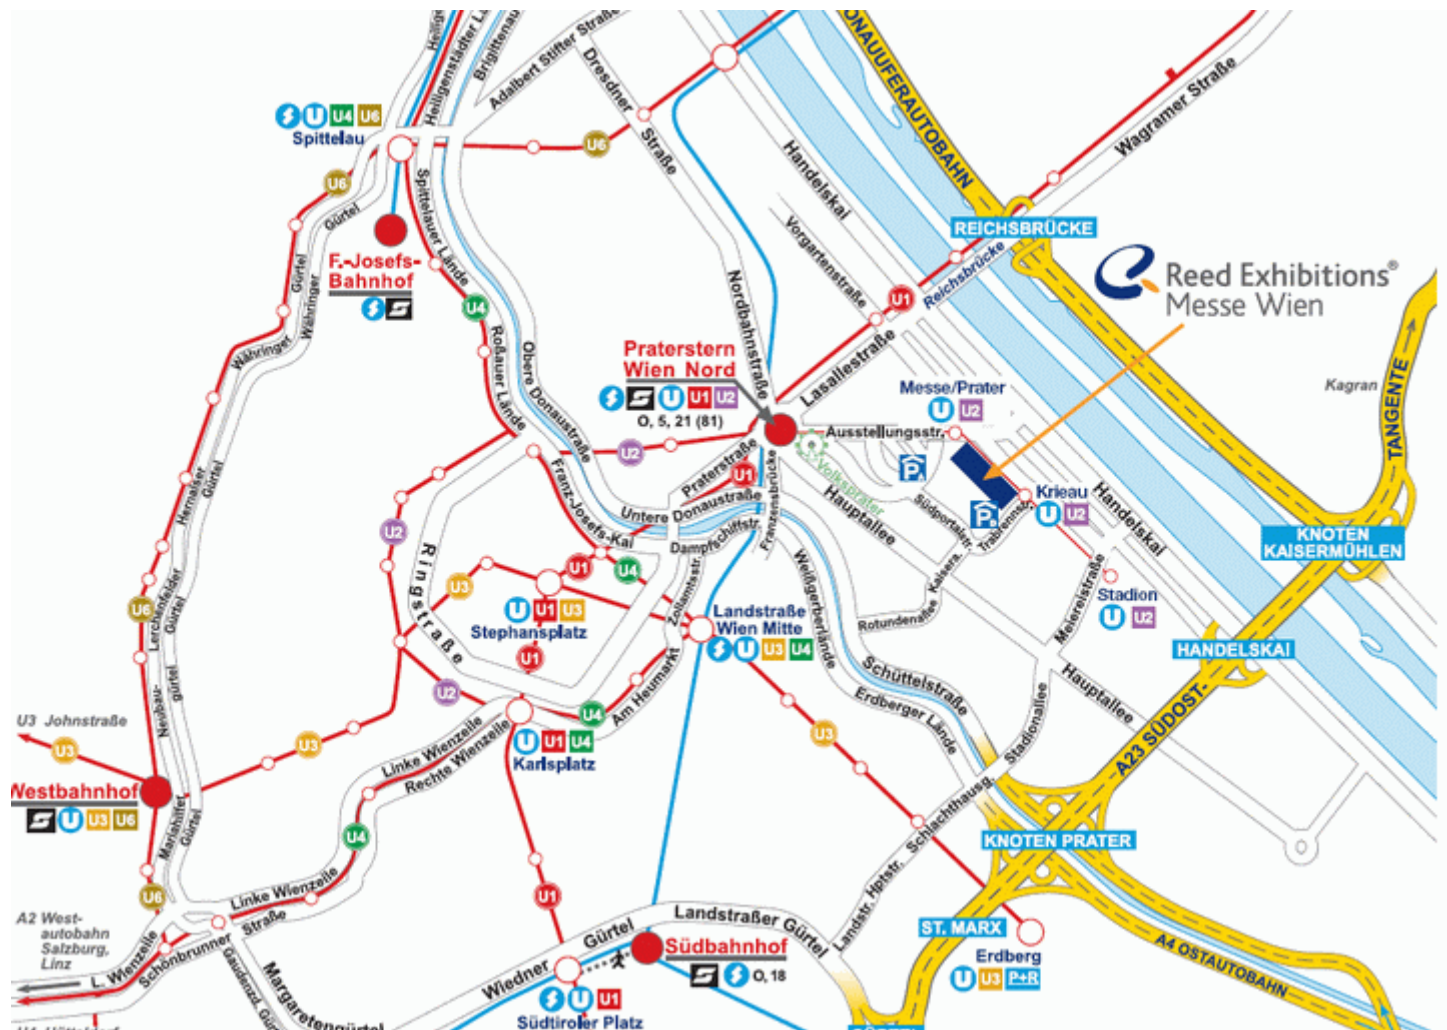 Heiligenstädter Lä
Brigittenau
Adalbert Stifter Straße
Dresdner
Straße
DONAUUFERAUTOBAHN
Wagramer Straße
U4 U6
Spittelau
U6
U6
Gürtel
Spittelauer Lände
Handelskai
Vorgartenstraße
REICHSBRÜCKE
Reichsbrücke
F.-Josefs-
Bahnhof
Gürtel
Währinger
Währinger
Gürtel
U4
Roßauer Lände
Obere Donaustraße
Nordbahnstraße
U1
Reed Exhibitions®
Messe Wien
Praterstern
Wien Nord
U U1 U2
O, 5, 21 (81)
Lasallestraße
Messe/Prater
U U2
Kagran
TANGENTE
Ausstellungsstr.
U2
Praterstraße
U1
Volksprater
P
Hauptallee
Südportalstr.
Trabrennstr.
P
Krieau
U U2
Handelskai
Hernalser
Gürtel
Franz-Josefs-Kai
Untere Donaustraße
Dampfschiffstr.
Franzensbrücke
KNOTEN
KAISERMÜHLEN
U2
Ringstraße
U1
U4
U3
U U1 U3
Stephansplatz
U1
Zollamtsstr.
Landstraße
Wien Mitte
U U3 U4
Weißgerberlände
Rotundenallee
Kaisera.
Meiereistraße
Stadion
U U2
HANDELSKAI
U6
Lerchenfelder
Gürtel
U2
Am Heumarkt
U4
Schüttelstraße
Erdberger Lände
Hauptallee
Stadionallee
A23 SÜDOST-
Neubau-
gürtel
U3 Johnstraße
U3
U3
Linke Wienzeile
Rechte Wienzeile
U U1 U4
Karlsplatz
U3
Westbahnhof
U U3 U6
Mariahilfer
Gürtel
U4
Schlachthausg.
KNOTEN PRATER
U6
Linke Wienzeile
U1
Landstr. Hptstr.
A2 West-
autobahn
Salzburg,
Linz
L. Wienzeile
Schönbrunner
Straße
Gaudenzd. Gür
Margaretengürtel
Wiedner
Gürtel
Landstraßer Gürtel
Südbahnhof
O, 18
ST. MARX
Erdberg
U U3 P+R
A4 OSTAUTOBAHN
U U1
Südtiroler Platz